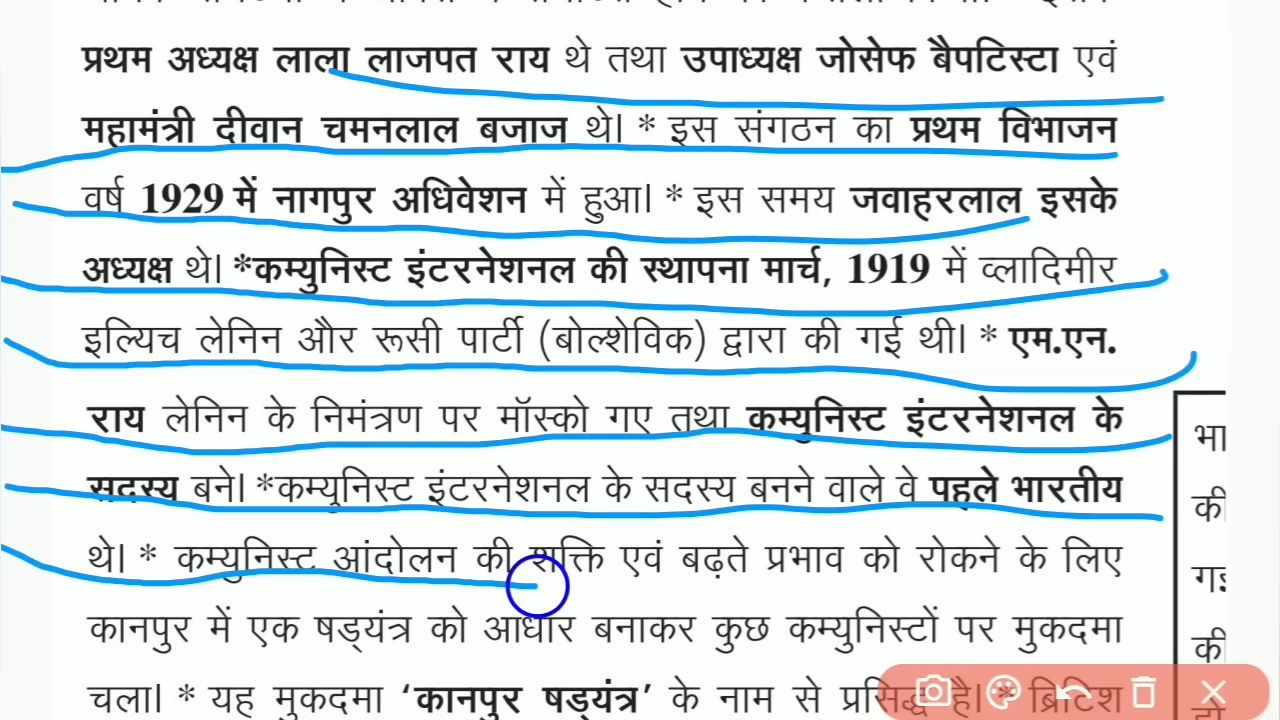 प्रथम अध्यक्ष लाला लाजपत राय थे तथा उपाध्यक्ष जोसेफ बैपटिस्टा एवं
महामंत्री दीवान चमनलाल बजाज थे। * इस संगठन का प्रथम विभाजन
वर्ष 1929 में नागपुर अधिवेशन में हुआ। * इस समय जवाहरलाल इसके
अध्यक्ष थे। *कम्युनिस्ट इंटरनेशनल की स्थापना मार्च, 1919 में व्लादिमीर
इल्यिच लेनिन और रूसी पार्टी (बोल्शेविक) द्वारा की गई थी। * एम.एन.
राय लेनिन के निमंत्रण पर मॉस्को गए तथा कम्युनिस्ट इंटरनेशनल के
सदस्य बने। *कम्युनिस्ट इंटरनेशनल के सदस्य बनने वाले वे पहले भारतीय
थे। * कम्युनिस्ट आंदोलन की शक्ति एवं बढ़ते प्रभाव को रोकने के लिए
कानपुर में एक षड्यंत्र को आधार बनाकर कुछ कम्युनिस्टों पर मुकदमा
चला। * यह मुकदमा ‘कानपुर षड्यंत्र’ के नाम से प्रसिद्ध है। * ब्रिटिश
भा
की
की